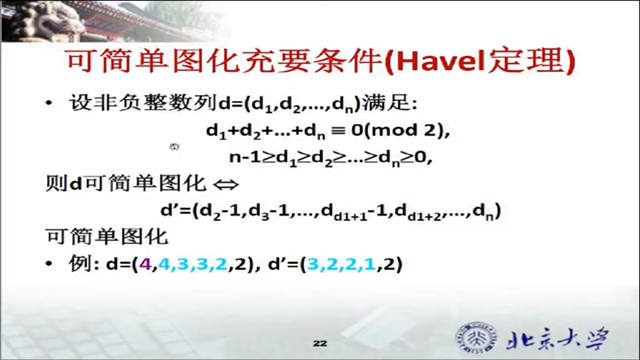 可简单图化充要条件(Havel定理)
• 设非负整数列d=(d₁,d₂,...,dₙ)满足:
d₁+d₂+...+dₙ ≡ 0(mod 2),
n-1≥d₁≥d₂≥...≥dₙ≥0,
则d可简单图化 ⇔
d’=(d₂-1,d₃-1,...,d_{d1+1}-1,d_{d1+2},...,dₙ)
可简单图化
• 例: d=(4,4,3,3,2,2), d’=(3,2,2,1,2)
22
北京大学